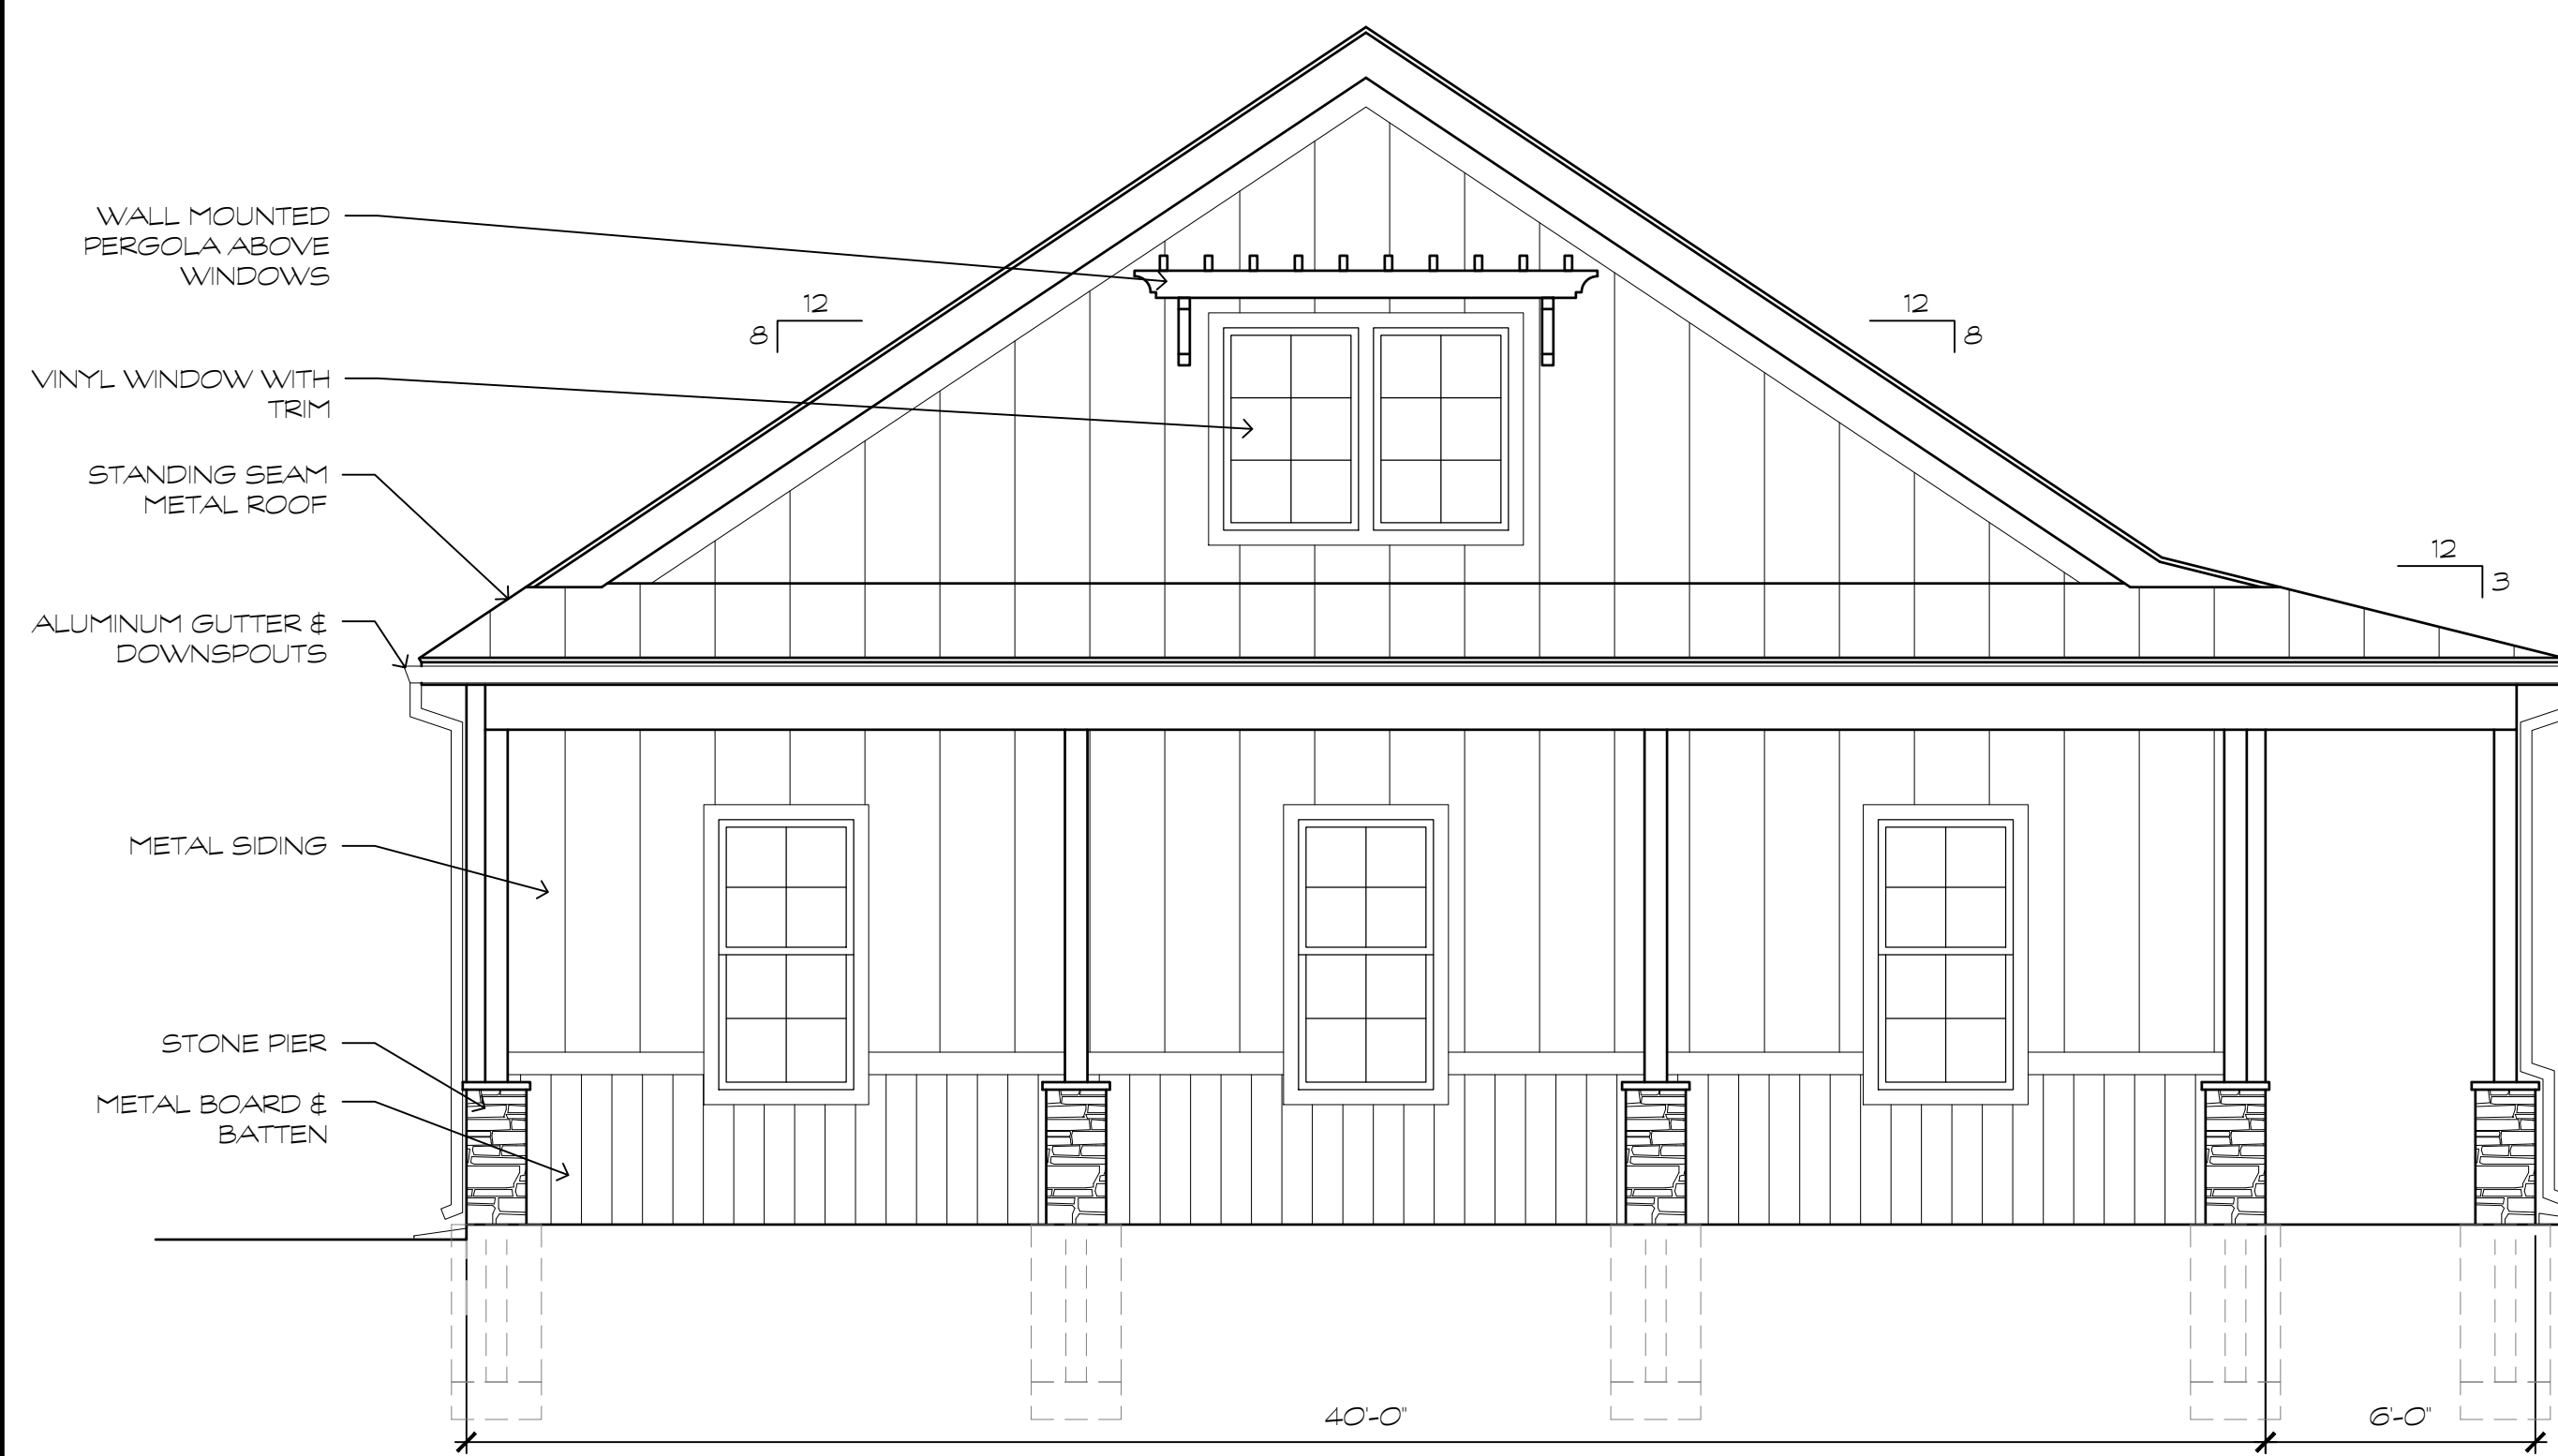 WALL MOUNTED
PERGOLA ABOVE
WINDOWS
12
8
12
8
VINYL WINDOW WITH
TRIM
STANDING SEAM
METAL ROOF
12
3
ALUMINUM GUTTER &
DOWNSPOUTS
METAL SIDING
STONE PIER
METAL BOARD &
BATTEN
40'-0"
6'-0"